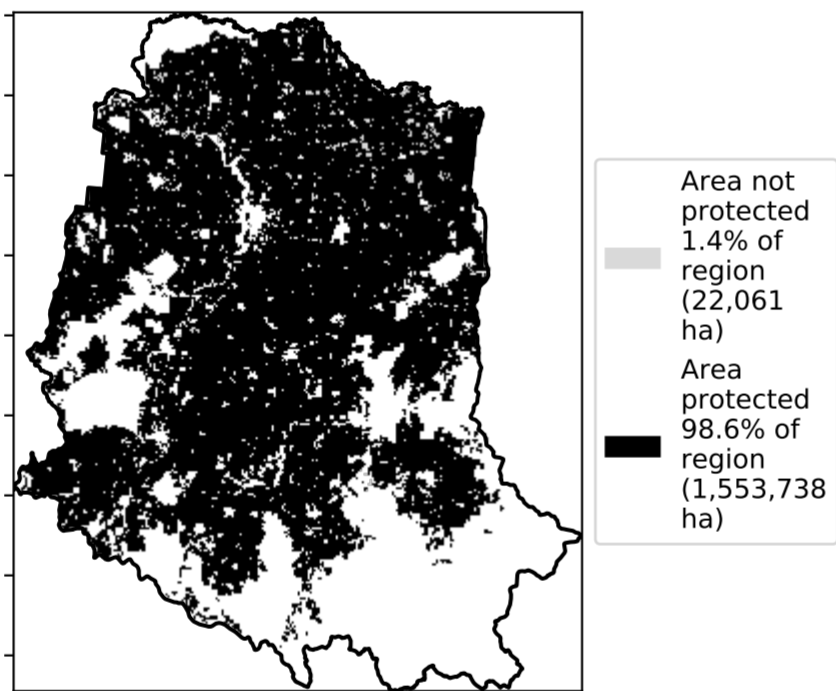 Area not
protected
1.4% of
region
(22,061
ha)
Area
protected
98.6% of
region
(1,553,738
ha)